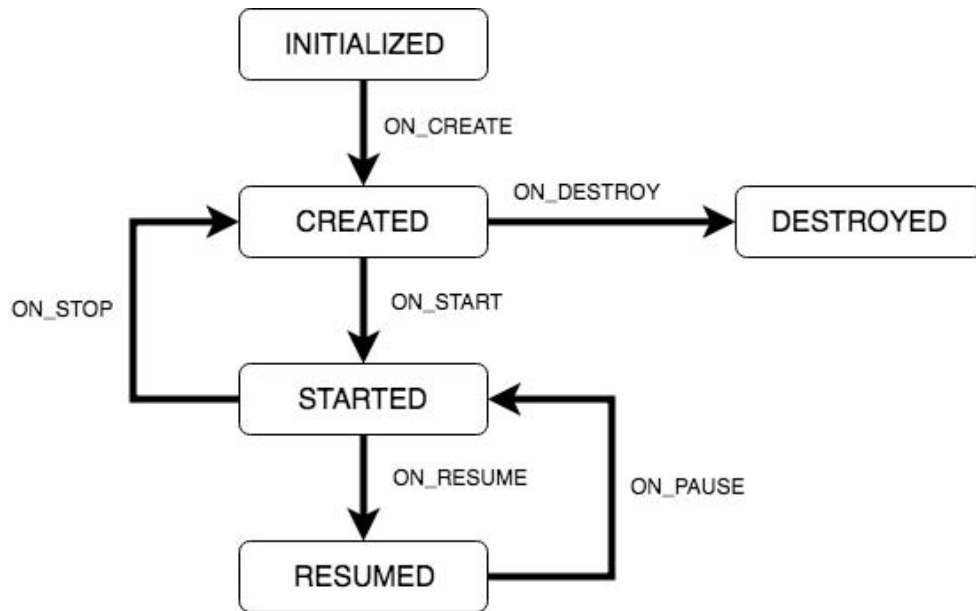 INITIALIZED
ON_CREATE
ON_DESTROY
CREATED
DESTROYED
ON_STOP
ON_START
STARTED
ON_RESUME
ON_PAUSE
RESUMED